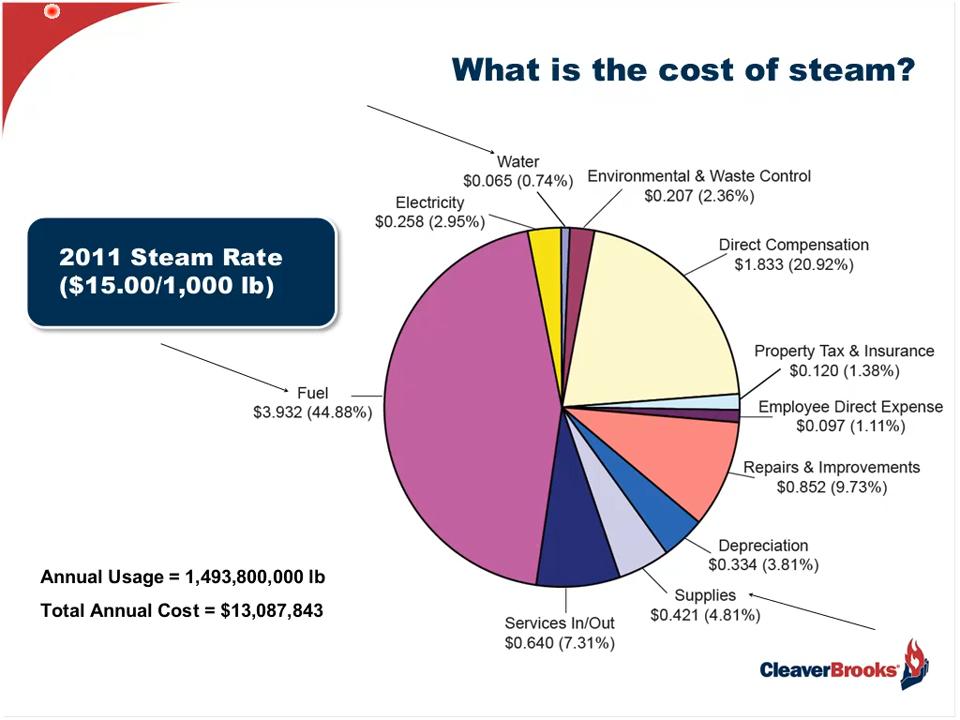 What is the cost of steam?
Water
$0.065 (0.74%)
Environmental & Waste Control
$0.207 (2.36%)
Electricity
$0.258 (2.95%)
Direct Compensation
$1.833 (20.92%)
2011 Steam Rate
($15.00/1,000 lb)
Property Tax & Insurance
$0.120 (1.38%)
Fuel
$3.932 (44.88%)
Employee Direct Expense
$0.097 (1.11%)
Repairs & Improvements
$0.852 (9.73%)
Depreciation
$0.334 (3.81%)
Supplies
$0.421 (4.81%)
Services In/Out
$0.640 (7.31%)
Annual Usage = 1,493,800,000 lb
Total Annual Cost = $13,087,843
CleaverBrooks®